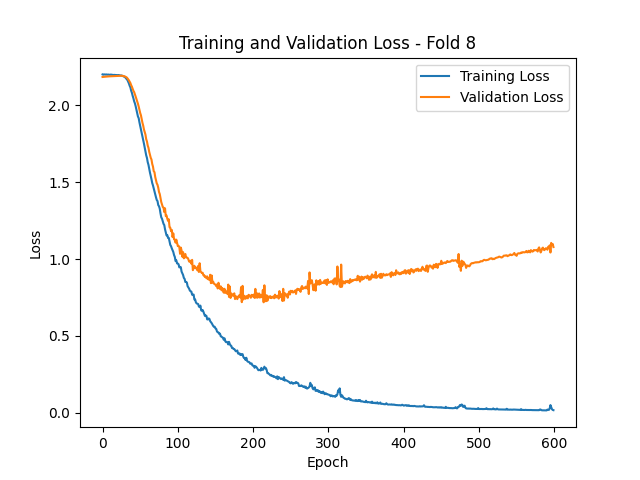 Training and Validation Loss - Fold 8
Training Loss
Validation Loss
Loss
2.0
1.5
1.0
0.5
0.0
0 100 200 300 400 500 600
Epoch